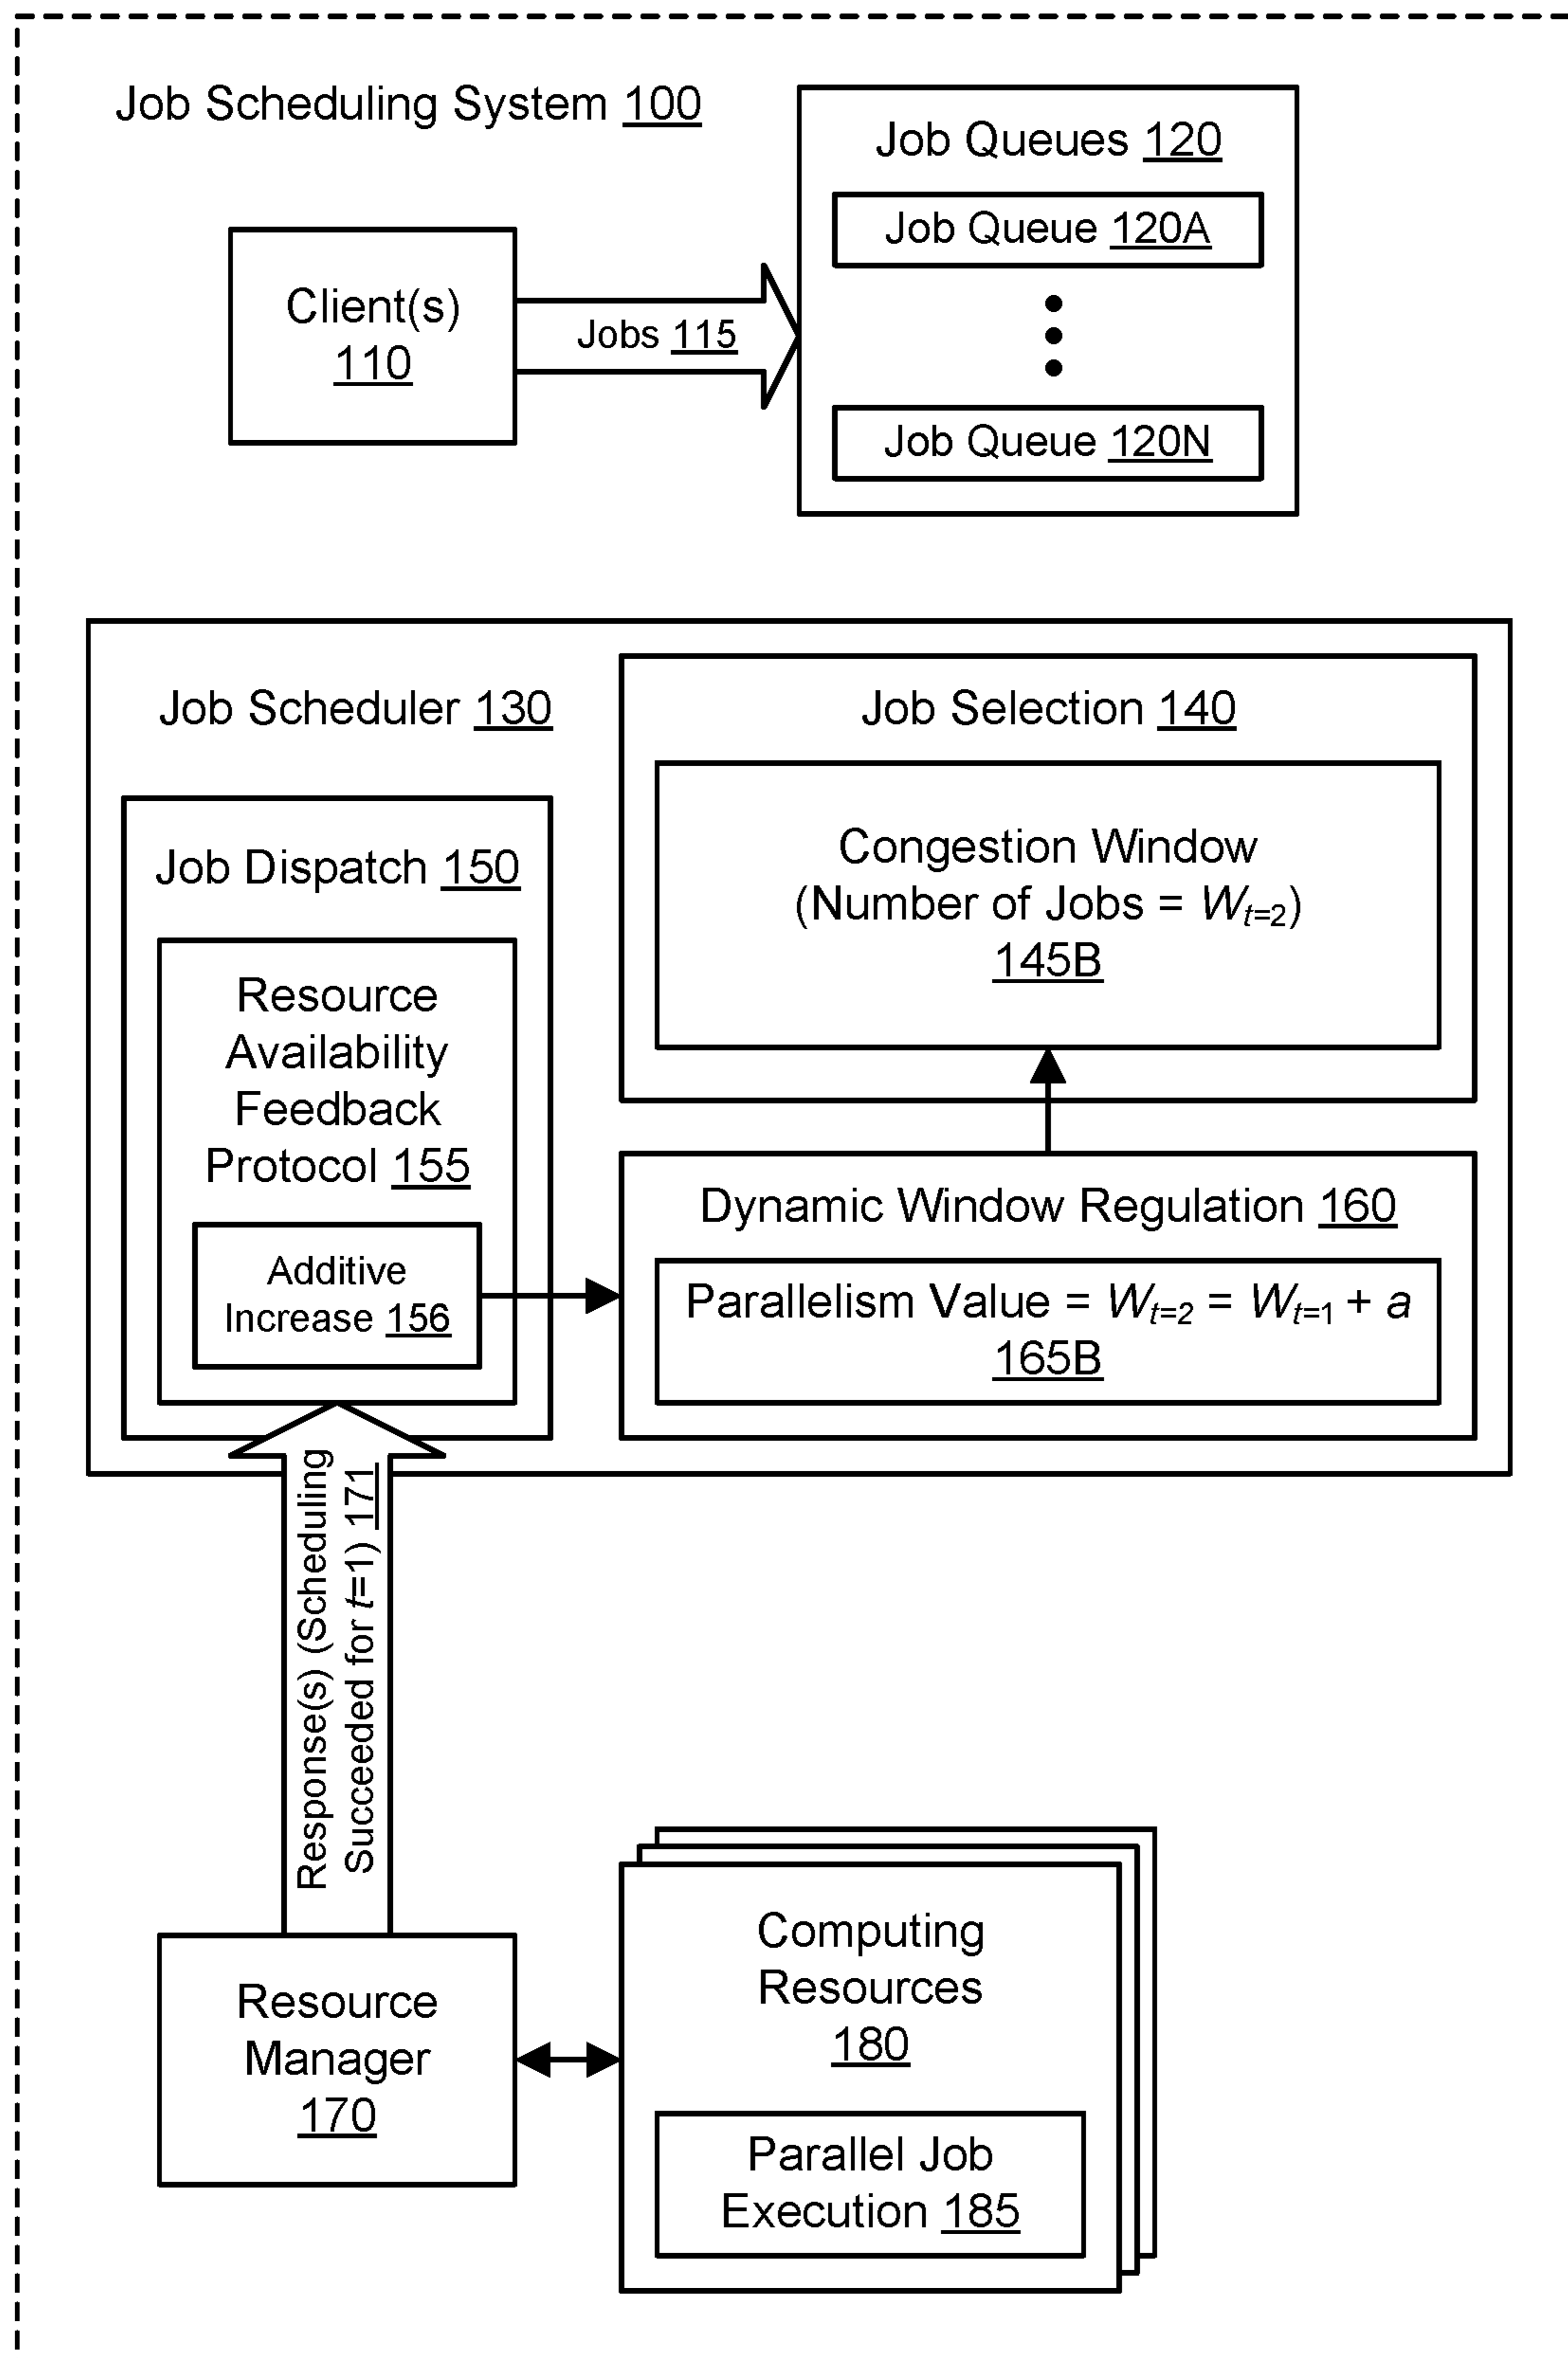 Job Scheduling System 100
Job Queues 120
Job Queue 120A
Client(s)
110
Jobs 115
Job Queue 120N
Job Scheduler 130
Job Selection 140
Congestion Window
(Number of Jobs = Wt=2)
145B
Job Dispatch 150
Resource
Availability
Feedback
Protocol 155
Additive
Increase 156
Dynamic Window Regulation 160
Parallelism Value = Wt=2 = Wt=1 + a
165B
Response(s) (Scheduling
Succeeded for t=1) 171
Resource
Manager
170
Computing
Resources
180
Parallel Job
Execution 185